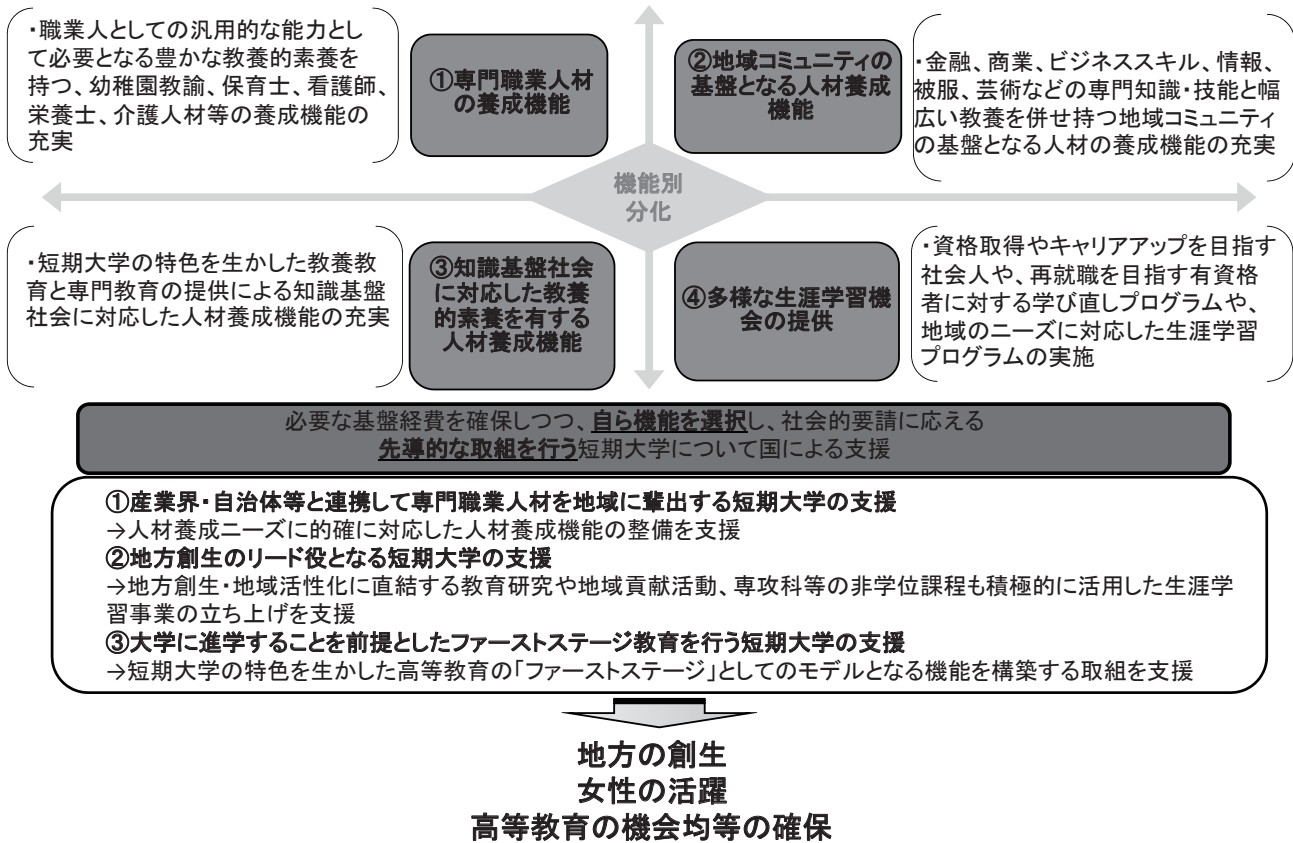 ・職業人としての汎用的な能力とし
て必要となる豊かな教養的素養を
持つ、幼稚園教諭、保育士、看護師、
栄養士、介護人材等の養成機能の
充実
①専門職業人材
の養成機能
②地域コミュニティの
基盤となる人材養成
機能
・金融、商業、ビジネススキル、情報、
被服、芸術などの専門知識・技能と幅
広い教養を併せ持つ地域コミュニティ
の基盤となる人材の養成機能の充実
機能別
分化
・短期大学の特色を生かした教養教
育と専門教育の提供による知識基盤
社会に対応した人材養成機能の充実
③知識基盤社会
に対応した教養
的素養を有する
人材養成機能
④多様な生涯学習機
会の提供
・資格取得やキャリアアップを目指す
社会人や、再就職を目指す有資格
者に対する学び直しプログラムや、
地域のニーズに対応した生涯学習
プログラムの実施
必要な基盤経費を確保しつつ、自ら機能を選択し、社会的要請に応える
先導的な取組を行う短期大学について国による支援
①産業界・自治体等と連携して専門職業人材を地域に輩出する短期大学の支援
→人材養成ニーズに的確に対応した人材養成機能の整備を支援
②地方創生のリード役となる短期大学の支援
→地方創生・地域活性化に直結する教育研究や地域貢献活動、専攻科等の非学位課程も積極的に活用した生涯学
習事業の立ち上げを支援
③大学に進学することを前提としたファーストステージ教育を行う短期大学の支援
→短期大学の特色を生かした高等教育の「ファーストステージ」としてのモデルとなる機能を構築する取組を支援
地方の創生
女性の活躍
高等教育の機会均等の確保